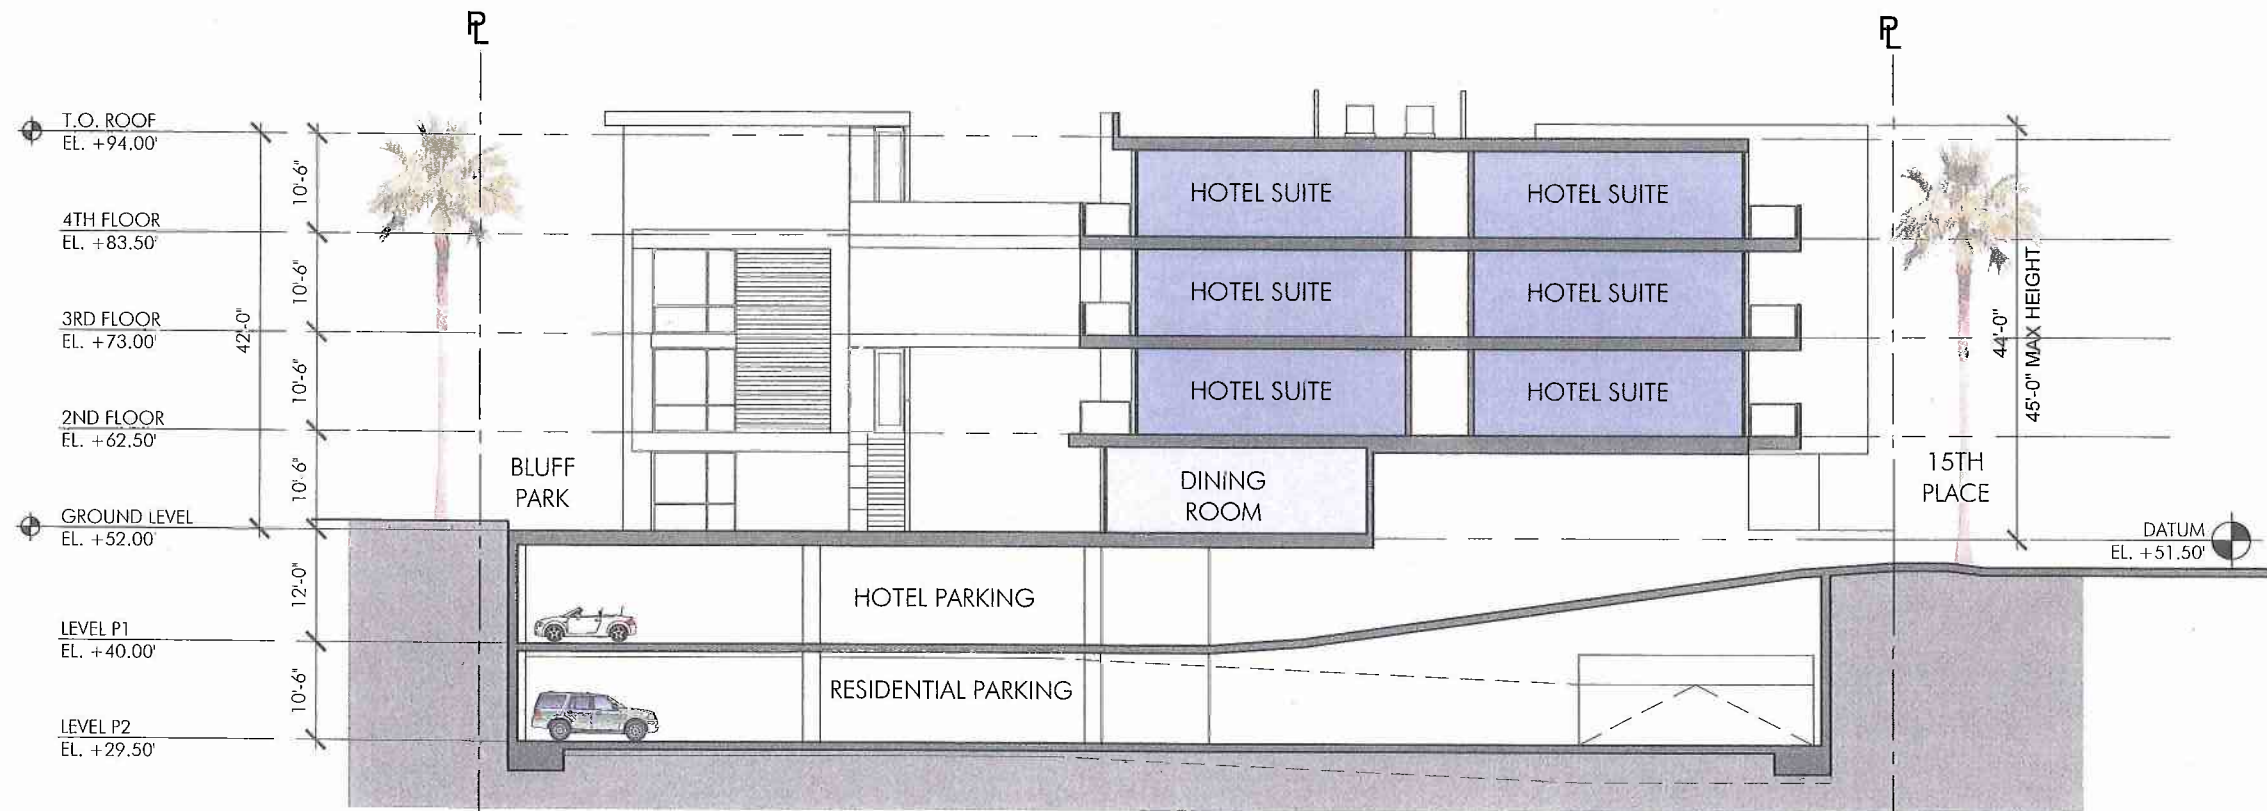 PL
PL
T.O. ROOF
EL. +94.00'
4TH FLOOR
EL. +83.50'
3RD FLOOR
EL. +73.00'
2ND FLOOR
EL. +62.50'
GROUND LEVEL
EL. +52.00'
LEVEL P1
EL. +40.00'
LEVEL P2
EL. +29.50'
42'-0"
10'-6"
10'-6"
10'-6"
10'-6"
12'-0"
10'-6"
BLUFF
PARK
HOTEL SUITE
HOTEL SUITE
HOTEL SUITE
HOTEL SUITE
HOTEL SUITE
HOTEL SUITE
DINING
ROOM
HOTEL PARKING
RESIDENTIAL PARKING
44'-0"
45'-0" MAX HEIGHT
15TH
PLACE
DATUM
EL. +51.50'